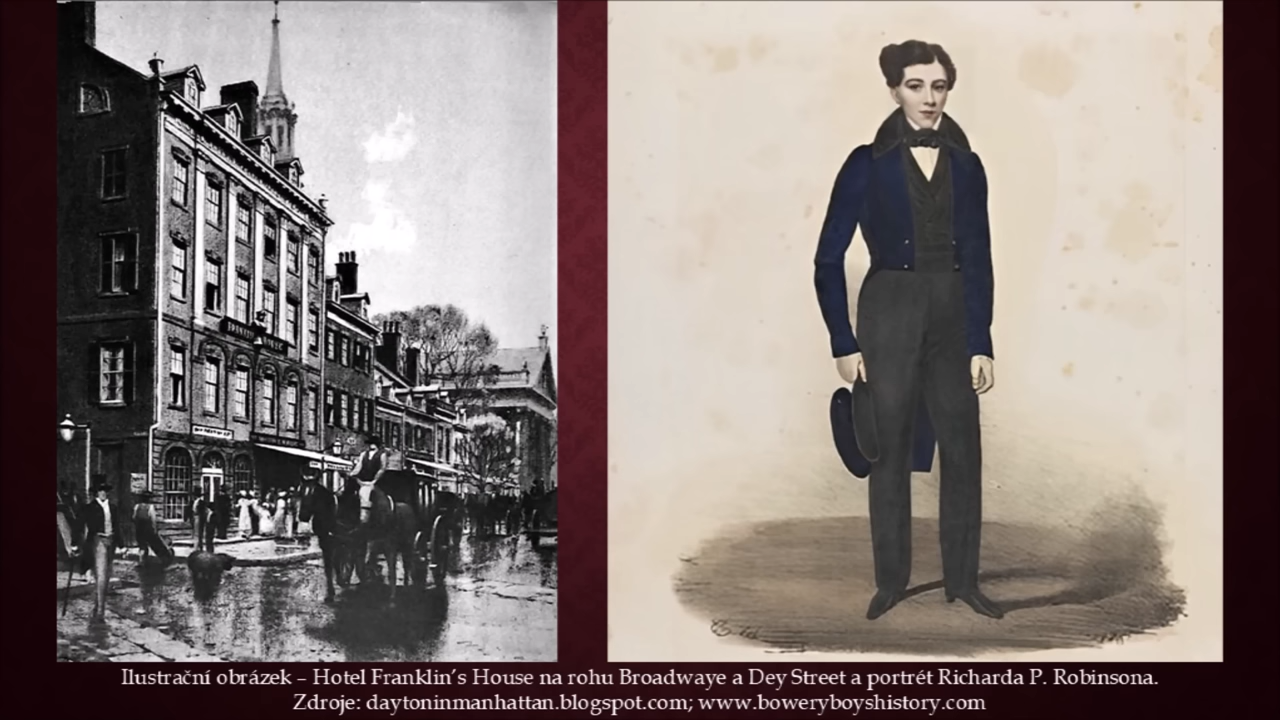 Ilustrační obrázek – Hotel Franklin's House na rohu Broadwaye a Dey Street a portrét Richarda P. Robinsona.
Zdroje: daytoninmanhattan.blogspot.com; www.boweryboyshistory.com